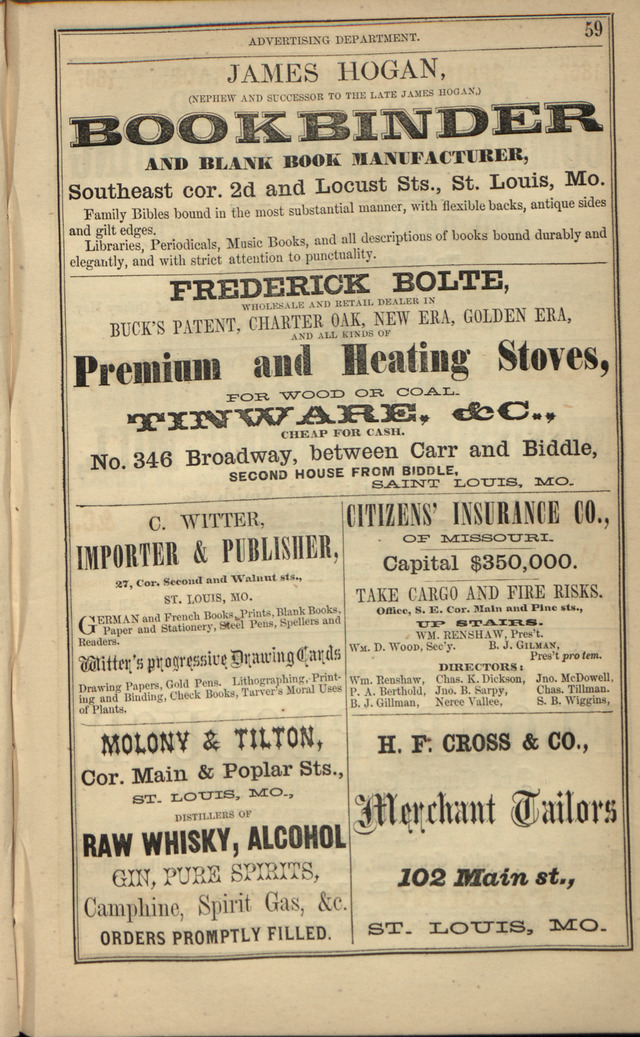 ADVERTISING DEPARTMENT. 59
JAMES HOGAN,
(NEPHEW AND SUCCESSOR TO THE LATE JAMES HOGAN,)
BOOKBINDER
AND BLANK BOOK MANUFACTURER,
Southeast cor. 2d and Locust Sts., St. Louis, Mo.
Family Bibles bound in the most substantial manner, with flexible backs, antique sides
and gilt edges.
Libraries, Periodicals, Music Books, and all descriptions of books bound durably and
elegantly, and with strict attention to punctuality.
FREDERICK BOLTE,
WHOLESALE AND RETAIL DEALER IN
BUCK'S PATENT, CHARTER OAK, NEW ERA, GOLDEN ERA,
AND ALL KINDS OF
Premium and Heating Stoves,
FOR WOOD OR COAL.
TINWARE, &C.,
CHEAP FOR CASH.
No. 346 Broadway, between Carr and Biddle,
SECOND HOUSE FROM BIDDLE,
SAINT LOUIS, MO.
C. WITTER,
IMPORTER & PUBLISHER,
27, Cor. Second and Walnut sts.,
ST. LOUIS, MO.
GERMAN and French Books, Prints, Blank Books,
Paper and Stationery, Steel Pens, Spellers and
Readers.
Witter's progressive Drawing Cards
Drawing Papers, Gold Pens. Lithographing, Print-
ing and Binding, Check Books, Tarver's Moral Uses
of Plants.
CITIZENS' INSURANCE CO.,
OF MISSOURI.
Capital $350,000.
TAKE CARGO AND FIRE RISKS.
Office, S. E. Cor. Main and Pine sts.,
UP STAIRS.
WM. RENSHAW, Pres't.
WM. D. WOOD, Sec'y. B. J. GILMAN,
Pres't pro tem.
DIRECTORS:
Wm. Renshaw, Chas. K. Dickson, Jno. McDowell,
P. A. Berthold, Jno. B. Sarpy, Chas. Tillman.
B. J. Gillman, Neree Vallee, S. B. Wiggins,
MOLONY & TILTON,
Cor. Main & Poplar Sts.,
ST. LOUIS, MO.,
DISTILLERS OF
RAW WHISKY, ALCOHOL
GIN, PURE SPIRITS,
Camphine, Spirit Gas, &c.
ORDERS PROMPTLY FILLED.
H. F. CROSS & CO.,
Merchant Tailors
102 Main st.,
ST. LOUIS, MO.